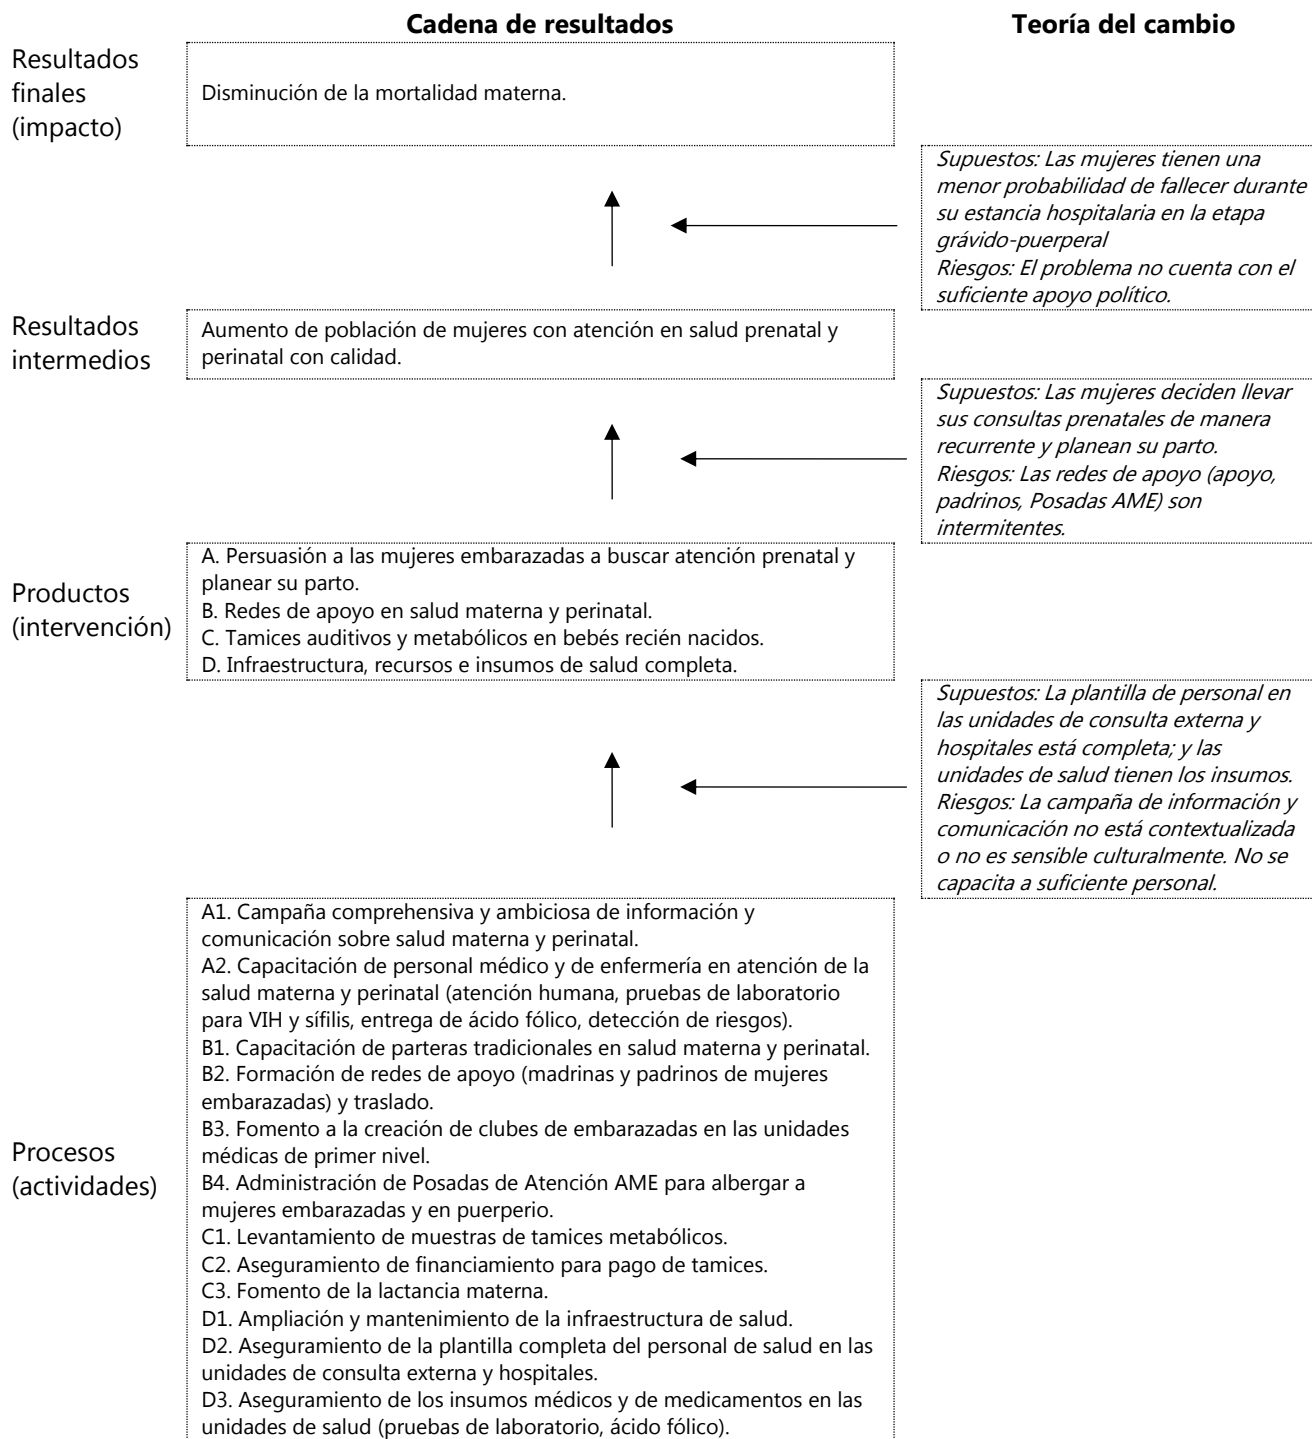 Cadena de resultados
Teoría del cambio
Resultados
finales
(impacto)
Disminución de la mortalidad materna.
Supuestos: Las mujeres tienen una
menor probabilidad de fallecer durante
su estancia hospitalaria en la etapa
grávido-puerperal
Riesgos: El problema no cuenta con el
suficiente apoyo político.
Resultados
intermedios
Aumento de población de mujeres con atención en salud prenatal y
perinatal con calidad.
Supuestos: Las mujeres deciden llevar
sus consultas prenatales de manera
recurrente y planean su parto.
Riesgos: Las redes de apoyo (apoyo,
padrinos, Posadas AME) son
intermitentes.
Productos
(intervención)
A. Persuasión a las mujeres embarazadas a buscar atención prenatal y
planear su parto.
B. Redes de apoyo en salud materna y perinatal.
C. Tamices auditivos y metabólicos en bebés recién nacidos.
D. Infraestructura, recursos e insumos de salud completa.
Supuestos: La plantilla de personal en
las unidades de consulta externa y
hospitales está completa; y las
unidades de salud tienen los insumos.
Riesgos: La campaña de información y
comunicación no está contextualizada
o no es sensible culturalmente. No se
capacita a suficiente personal.
Procesos
(actividades)
A1. Campaña comprehensiva y ambiciosa de información y
comunicación sobre salud materna y perinatal.
A2. Capacitación de personal médico y de enfermería en atención de la
salud materna y perinatal (atención humana, pruebas de laboratorio
para VIH y sífilis, entrega de ácido fólico, detección de riesgos).
B1. Capacitación de parteras tradicionales en salud materna y perinatal.
B2. Formación de redes de apoyo (madrinas y padrinos de mujeres
embarazadas) y traslado.
B3. Fomento a la creación de clubes de embarazadas en las unidades
médicas de primer nivel.
B4. Administración de Posadas de Atención AME para albergar a
mujeres embarazadas y en puerperio.
C1. Levantamiento de muestras de tamices metabólicos.
C2. Aseguramiento de financiamiento para pago de tamices.
C3. Fomento de la lactancia materna.
D1. Ampliación y mantenimiento de la infraestructura de salud.
D2. Aseguramiento de la plantilla completa del personal de salud en las
unidades de consulta externa y hospitales.
D3. Aseguramiento de los insumos médicos y de medicamentos en las
unidades de salud (pruebas de laboratorio, ácido fólico).